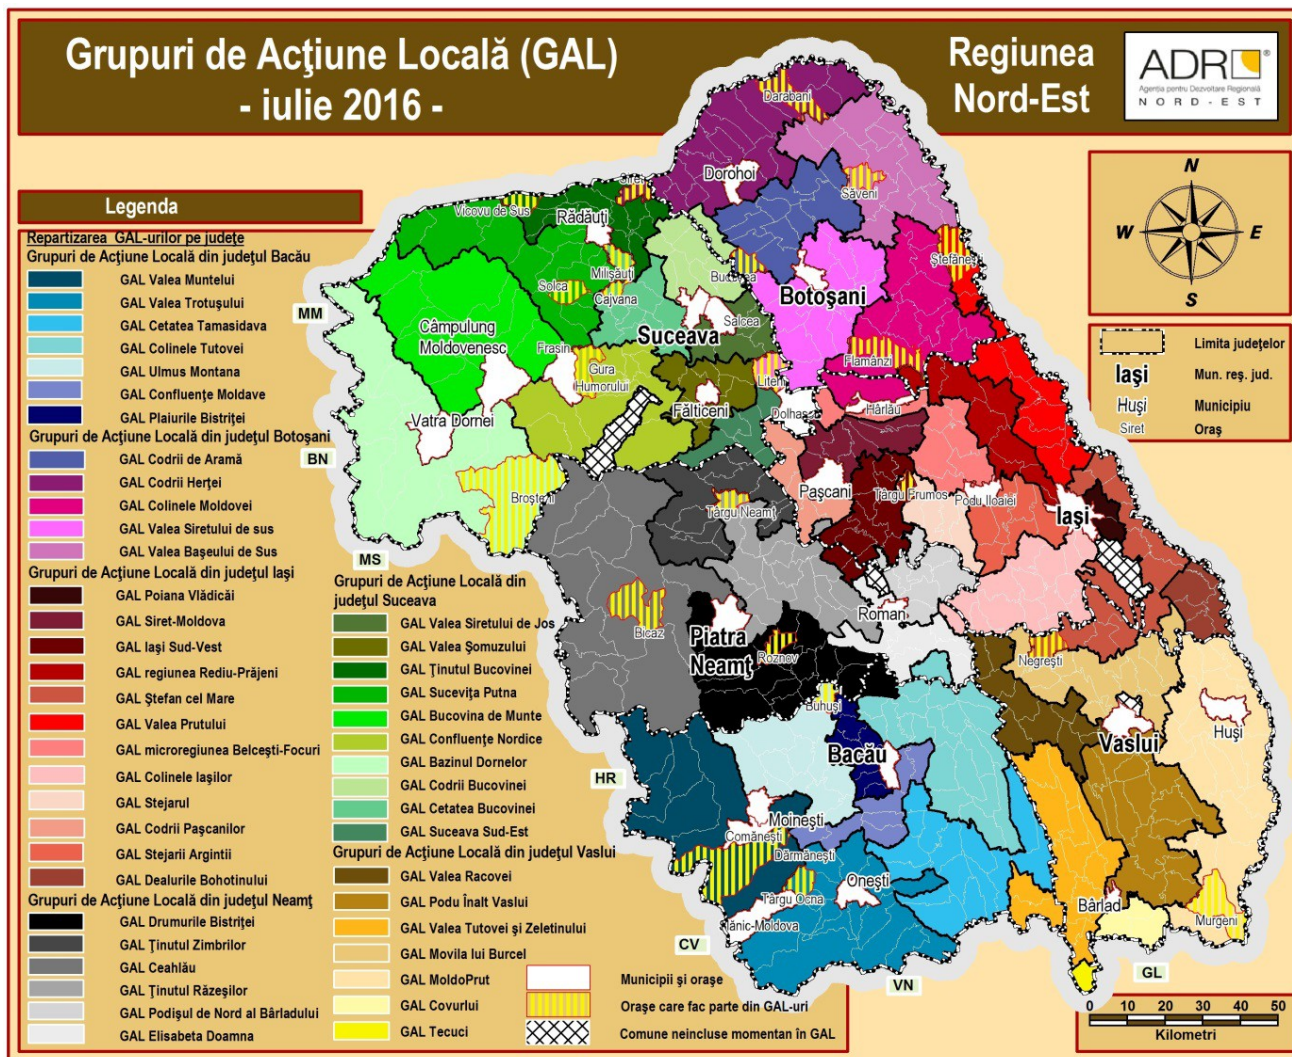 Grupuri de Acţiune Locală (GAL)
- iulie 2016 -
Regiunea
Nord-Est
ADR
Agenţia pentru Dezvoltare Regională
NORD-EST
N
W
E
S
Limita judeţelor
Iaşi
Mun. reş. jud.
Huşi
Municipiu
Siret
Oraş
Legenda
Repartizarea GAL-urilor pe judeţe
Grupuri de Acţiune Locală din judeţul Bacău
GAL Valea Muntelui
GAL Valea Trotuşului
GAL Cetatea Tamasidava
GAL Colinele Tutovei
GAL Ulmus Montana
GAL Confluenţe Moldave
GAL Plaiurile Bistriţei
Grupuri de Acţiune Locală din judeţul Botoşani
GAL Codrii de Aramă
GAL Codrii Herţei
GAL Colinele Moldovei
GAL Valea Siretului de sus
GAL Valea Başeului de Sus
Grupuri de Acţiune Locală din judeţul Iaşi
GAL Poiana Vlădicăi
GAL Siret-Moldova
GAL Iaşi Sud-Vest
GAL regiunea Rediu-Prăjeni
GAL Ştefan cel Mare
GAL Valea Prutului
GAL microregiunea Belceşti-Focuri
GAL Colinele Iaşilor
GAL Stejarul
GAL Codrii Paşcanilor
GAL Stejarii Argintii
GAL Dealurile Bohotinului
Grupuri de Acţiune Locală din judeţul Neamţ
GAL Drumurile Bistriţei
GAL Ţinutul Zimbrilor
GAL Ceahlău
GAL Ţinutul Răzeşilor
GAL Podişul de Nord al Bârladului
GAL Elisabeta Doamna
Grupuri de Acţiune Locală din
judeţul Suceava
GAL Valea Siretului de Jos
GAL Valea Şomuzului
GAL Ţinutul Bucovinei
GAL Suceviţa Putna
GAL Bucovina de Munte
GAL Confluenţe Nordice
GAL Bazinul Dornelor
GAL Codrii Bucovinei
GAL Cetatea Bucovinei
GAL Suceava Sud-Est
Grupuri de Acţiune Locală din judeţul Vaslui
GAL Valea Racovei
GAL Podu Înalt Vaslui
GAL Valea Tutovei şi Zeletinului
GAL Movila lui Burcel
GAL MoldoPrut
GAL Covurlui
GAL Tecuci
Municipii şi oraşe
Oraşe care fac parte din GAL-uri
Comune neincluse momentan în GAL
Darabani
Dorohoi
Săveni
Siret
Vicovu de Sus
Rădăuţi
Milişăuţi
Solca
Cajvana
Bucecea
Botoşani
Ştefăneşti
MM
Câmpulung
Moldovenesc
Suceava
Salcea
Frasin
Gura
Humorului
Liteni
Flamânzi
Fălticeni
Dolhasca
Hârlău
Vatra Dornei
BN
Broşteni
MS
Târgu Neamţ
Paşcani
Târgu Frumos
Podu Iloaiei
Iaşi
Bicaz
Piatra
Neamţ
Roznov
Roman
Negreşti
Buhuşi
Bacău
Vaslui
Huşi
HR
Moineşti
Comăneşti
Dărmăneşti
Târgu Ocna
Oneşti
Slănic-Moldova
Bârlad
Murgeni
CV
VN
GL
0 10 20 30 40 50
Kilometri